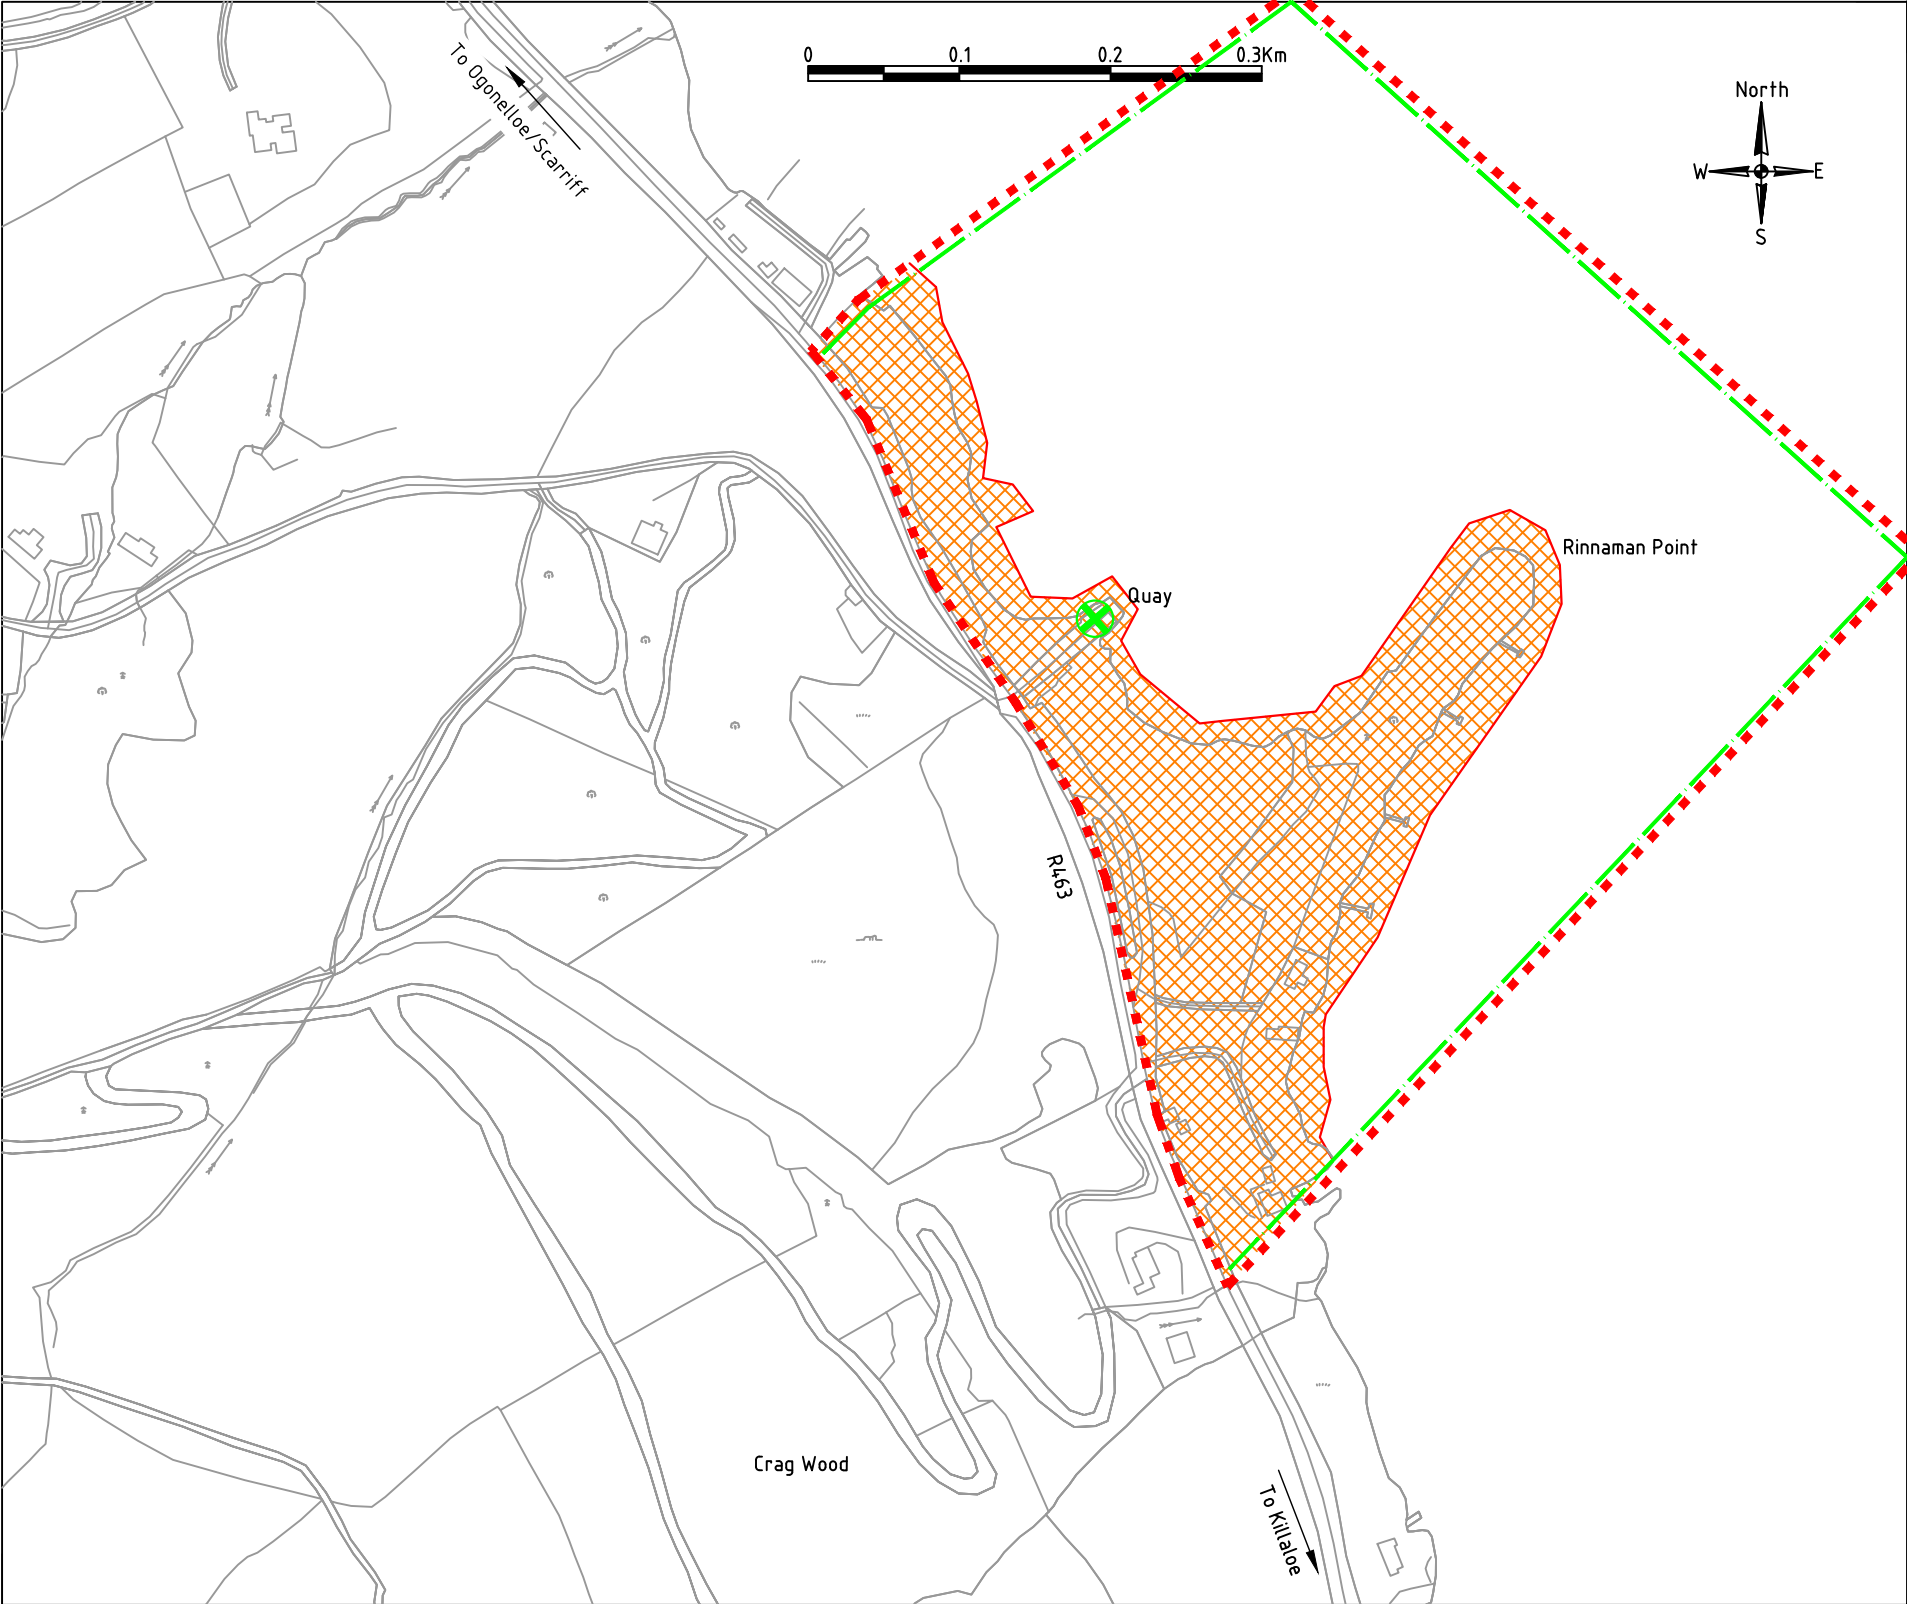 0 0.1 0.2 0.3Km
To Ogonelloe/Scarriff
North
W E
S
Rinnaman Point
Quay
R463
Crag Wood
To Killaloe